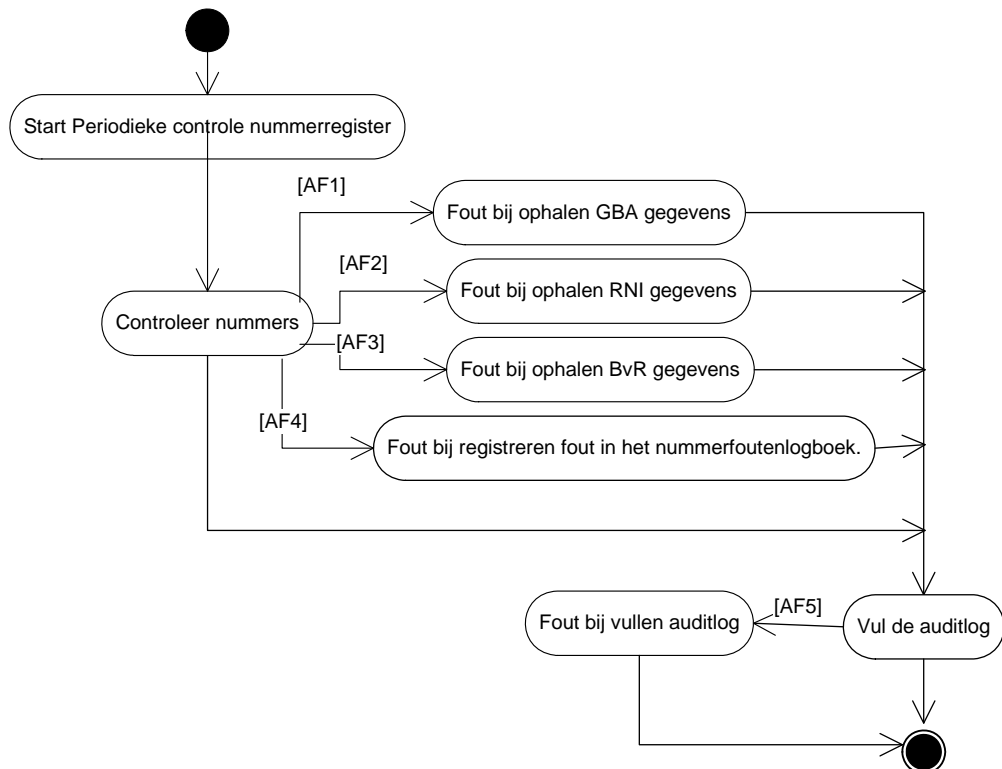 Start Periodieke controle nummerregister
[AF1]
Fout bij ophalen GBA gegevens
[AF2]
Fout bij ophalen RNI gegevens
Controleer nummers
[AF3]
Fout bij ophalen BvR gegevens
[AF4]
Fout bij registreren fout in het nummerfoutenlogboek.
[AF5]
Fout bij vullen auditlog
Vul de auditlog